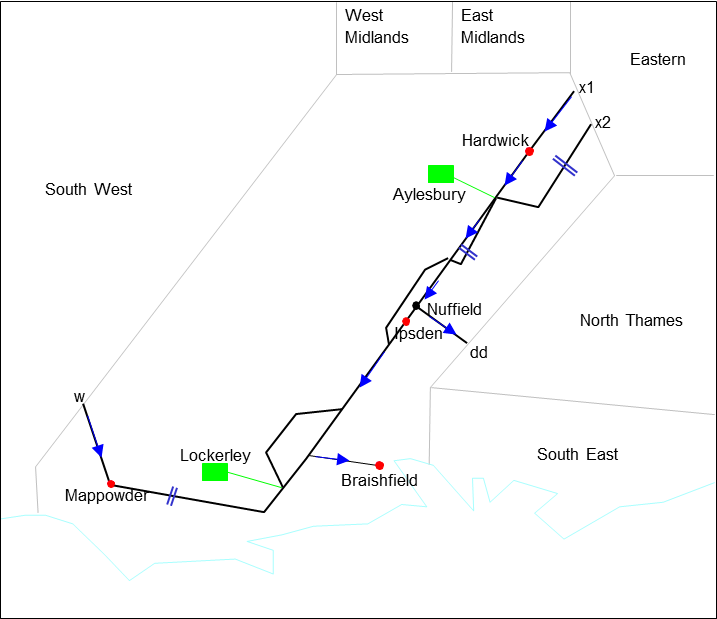 West
Midlands
East
Midlands
Eastern
x1
x2
Hardwick
South West
Aylesbury
Nuffield
North Thames
Ipsden
dd
w
Lockerley
South East
Braishfield
Mappowder